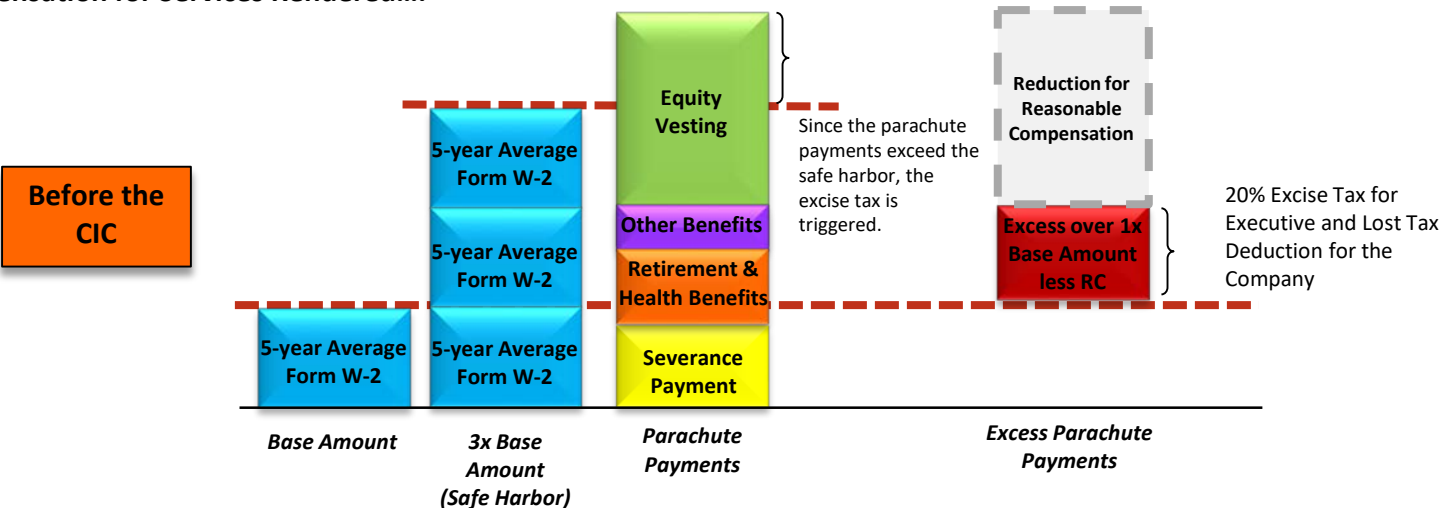 ensation for Services Rendered....
Before the
CIC
5-year Average
Form W-2
5-year Average
Form W-2
5-year Average
Form W-2
5-year Average
Form W-2
Equity
Vesting
Other Benefits
Retirement &
Health Benefits
Severance
Payment
Since the parachute
payments exceed the
safe harbor, the
excise tax is
triggered.
Reduction for
Reasonable
Compensation
Excess over 1x
Base Amount
less RC
20% Excise Tax for
Executive and Lost Tax
Deduction for the
Company
Base Amount
3x Base
Amount
(Safe Harbor)
Parachute
Payments
Excess Parachute
Payments